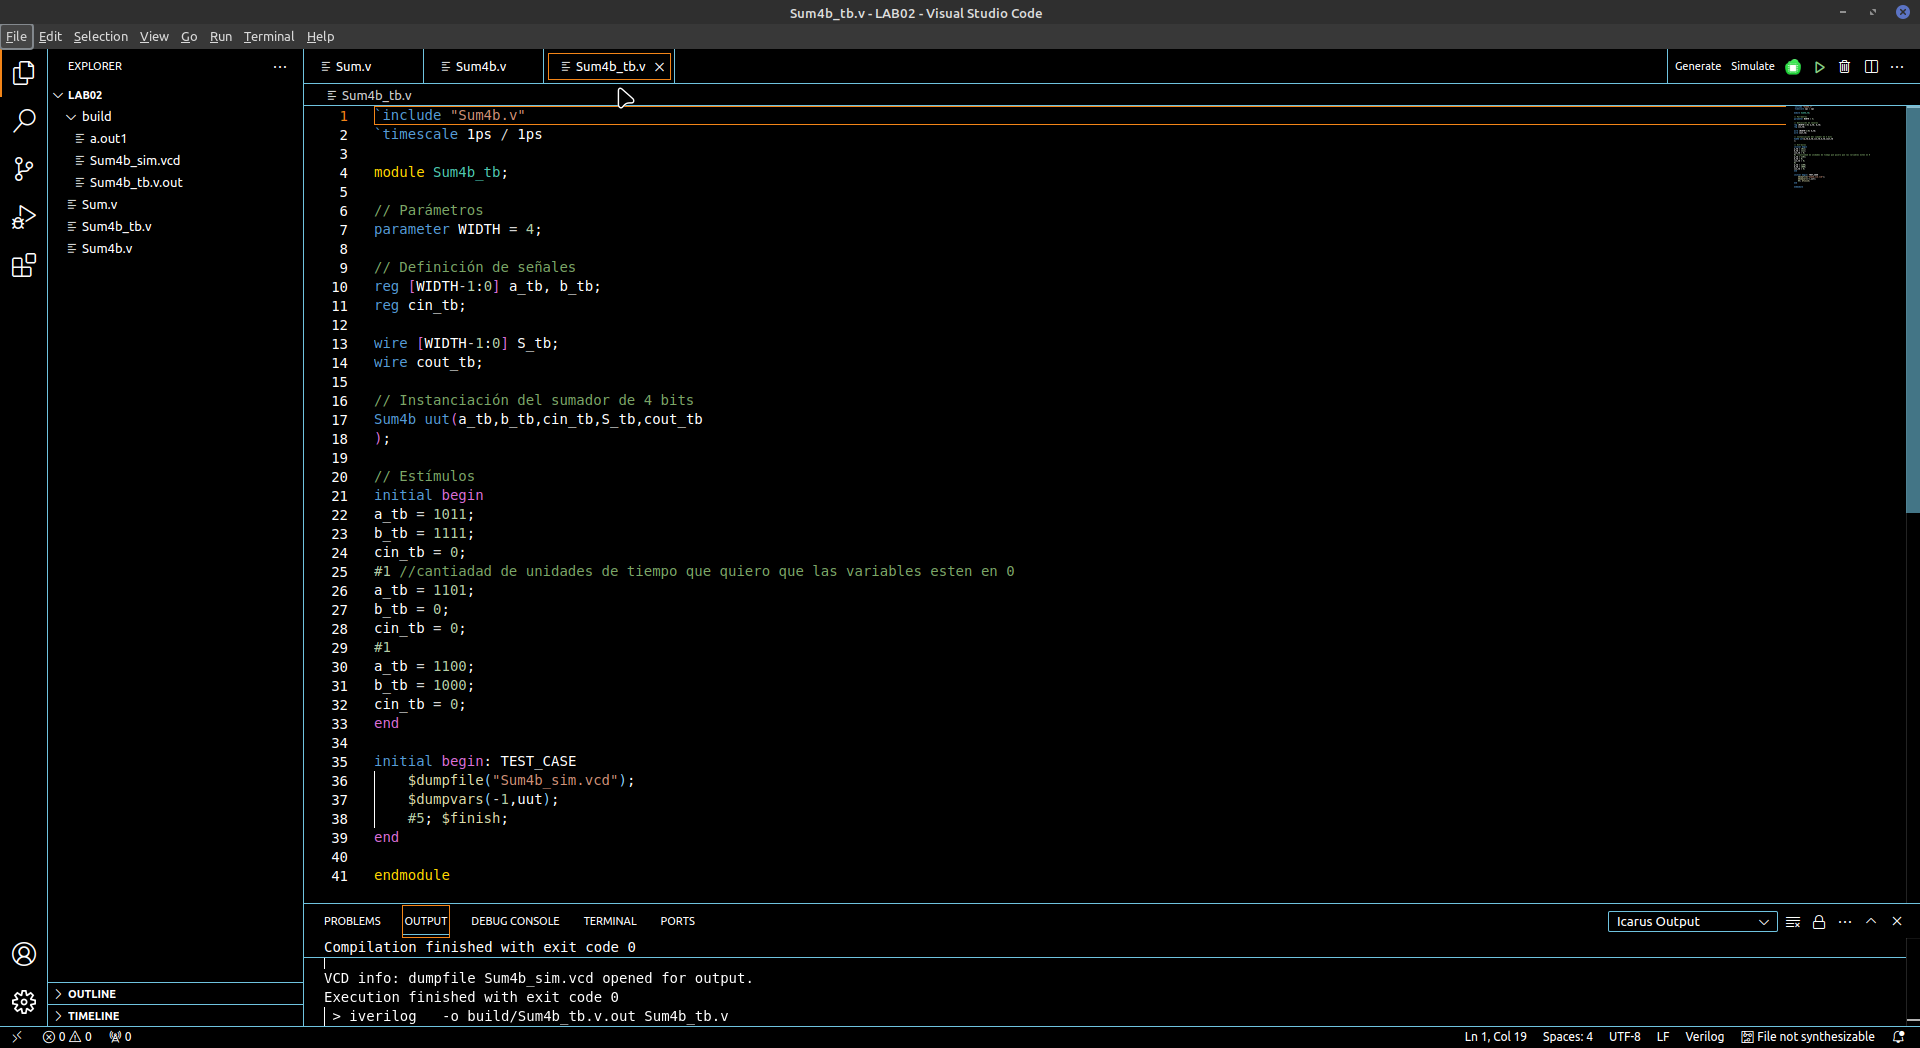 Sum4b_tb.v - LAB02 - Visual Studio Code
File Edit Selection View Go Run Terminal Help
EXPLORER
LAB02
build
a.out1
Sum4b_sim.vcd
Sum4b_tb.v.out
Sum.v
Sum4b_tb.v
Sum4b.v
OUTLINE
TIMELINE
Sum.v Sum4b.v Sum4b_tb.v
Generate Simulate
Sum4b_tb.v
1 `include "Sum4b.v"
2 `timescale 1ps / 1ps
3
4 module Sum4b_tb;
5
6 // Parámetros
7 parameter WIDTH = 4;
8
9 // Definición de señales
10 reg [WIDTH-1:0] a_tb, b_tb;
11 reg cin_tb;
12
13 wire [WIDTH-1:0] S_tb;
14 wire cout_tb;
15
16 // Instanciación del sumador de 4 bits
17 Sum4b uut(a_tb,b_tb,cin_tb,S_tb,cout_tb
18 );
19
20 // Estímulos
21 initial begin
22 a_tb = 1011;
23 b_tb = 1111;
24 cin_tb = 0;
25 #1 //cantiadad de unidades de tiempo que quiero que las variables esten en 0
26 a_tb = 1101;
27 b_tb = 0;
28 cin_tb = 0;
29 #1
30 a_tb = 1100;
31 b_tb = 1000;
32 cin_tb = 0;
33 end
34
35 initial begin: TEST_CASE
36 $dumpfile("Sum4b_sim.vcd");
37 $dumpvars(-1,uut);
38 #5; $finish;
39 end
40
41 endmodule
PROBLEMS OUTPUT DEBUG CONSOLE TERMINAL PORTS
Icarus Output
Compilation finished with exit code 0
VCD info: dumpfile Sum4b_sim.vcd opened for output.
Execution finished with exit code 0
> iverilog -o build/Sum4b_tb.v.out Sum4b_tb.v
0 0 0
Ln 1, Col 19 Spaces: 4 UTF-8 LF Verilog File not synthesizable